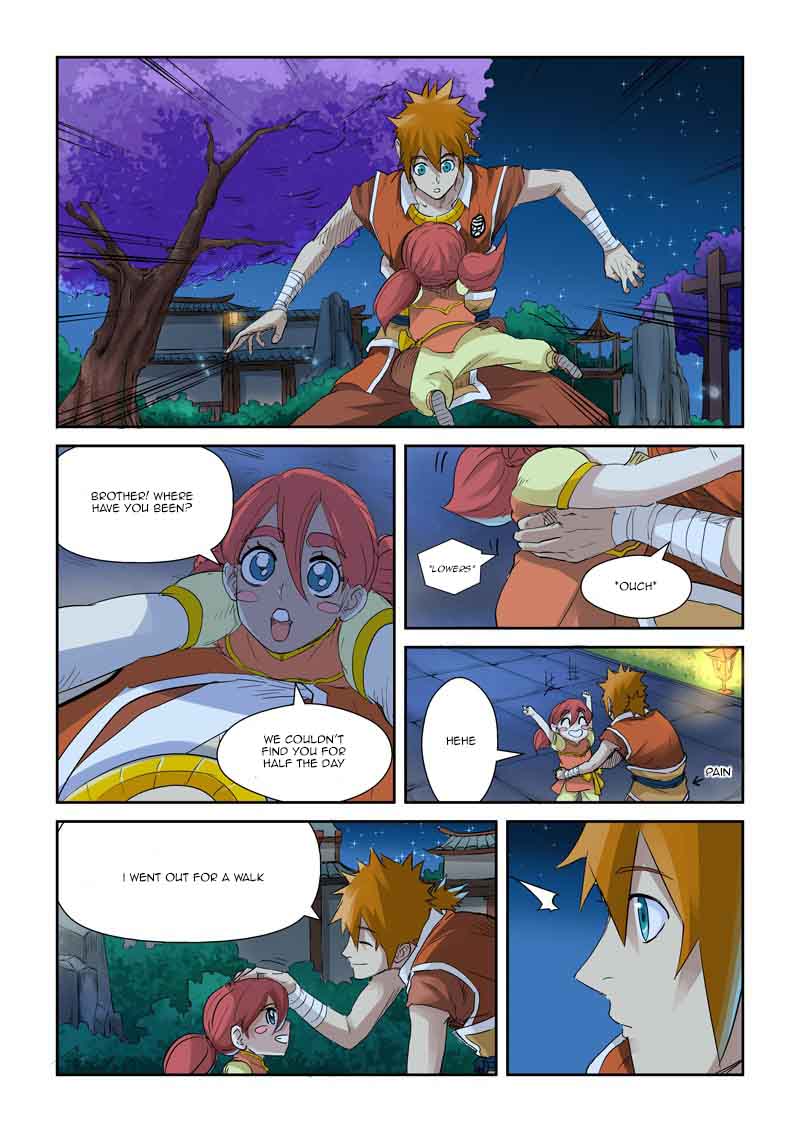 BROTHER! WHERE
HAVE YOU BEEN?
WE COULDN'T
FIND YOU FOR
HALF THE DAY
*LOWERS*
*OUCH*
HEHE
PAIN
I WENT OUT FOR A WALK